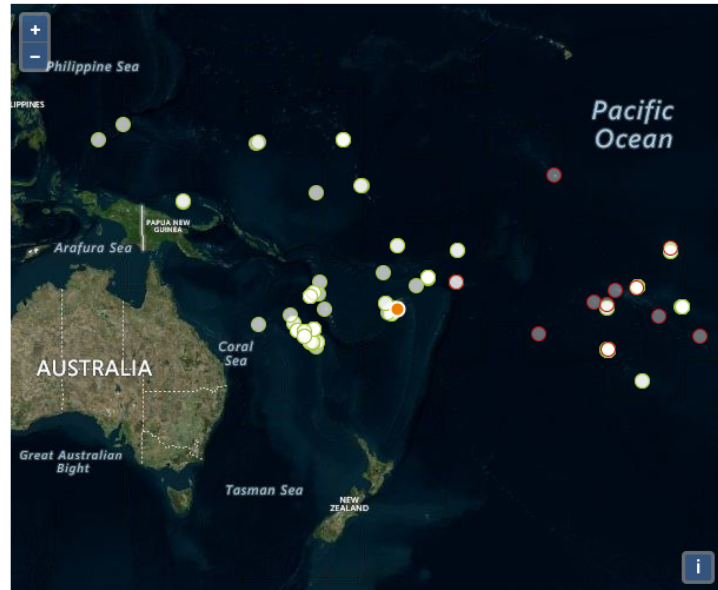 +
−
Philippine Sea
LIPPINES
Pacific
Ocean
PAPUA NEW
GUINEA
Arafura Sea
Coral
Sea
AUSTRALIA
Great Australian
Bight
Tasman Sea
NEW
ZEALAND
i